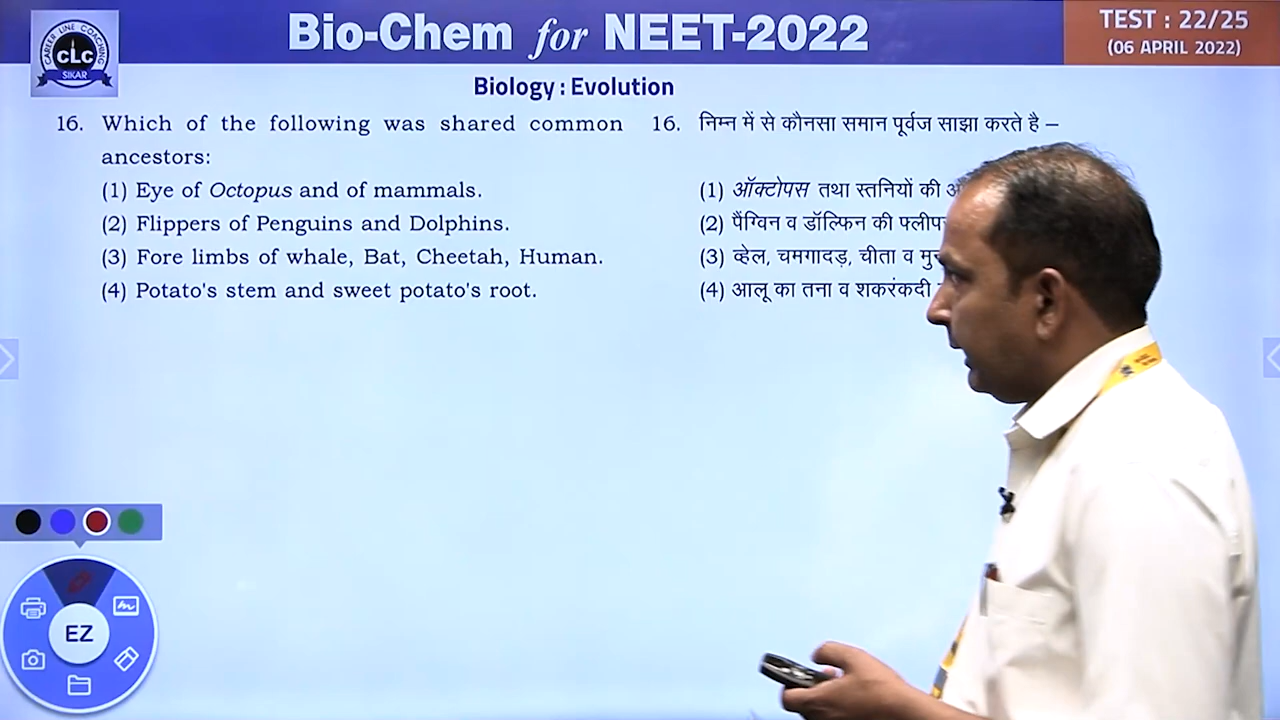 CAREER LINE COACHING
CLC
SIKAR
Bio-Chem for NEET-2022
TEST : 22/25
(06 APRIL 2022)
Biology : Evolution
16. Which of the following was shared common
ancestors:
(1) Eye of Octopus and of mammals.
(2) Flippers of Penguins and Dolphins.
(3) Fore limbs of whale, Bat, Cheetah, Human.
(4) Potato's stem and sweet potato's root.
16. निम्न में से कौनसा समान पूर्वज साझा करते है –
(1) ऑक्टोपस तथा स्तनियों की
(2) पैंग्विन व डॉल्फिन की
(3) व्हेल, चमगादड़, चीता व
(4) आलू का तना व शकरकंदी
EZ